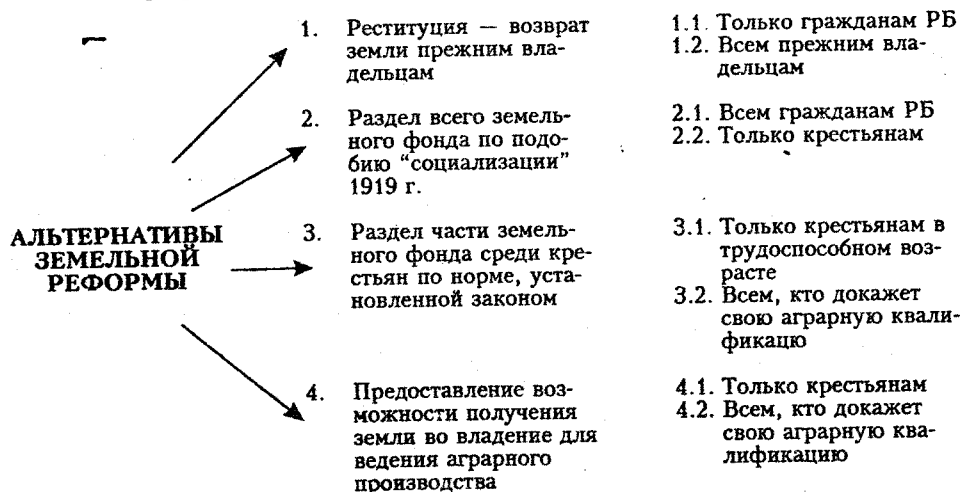 1. Реституция — возврат
земли прежним вла-
дельцам
1.1. Только гражданам РБ
1.2. Всем прежним вла-
дельцам
2. Раздел всего земель-
ного фонда по подо-
бию “социализации”
1919 г.
2.1. Всем гражданам РБ
2.2. Только крестьянам
АЛЬТЕРНАТИВЫ
ЗЕМЕЛЬНОЙ
РЕФОРМЫ
3. Раздел части земель-
ного фонда среди кре-
стьян по норме, уста-
новленной законом
3.1. Только крестьянам в
трудоспособном воз-
расте
3.2. Всем, кто докажет
свою аграрную квали-
фикацю
4. Предоставление воз-
можности получения
земли во владение для
ведения аграрного
производства
4.1. Только крестьянам
4.2. Всем, кто докажет
свою аграрную ква-
лификацию